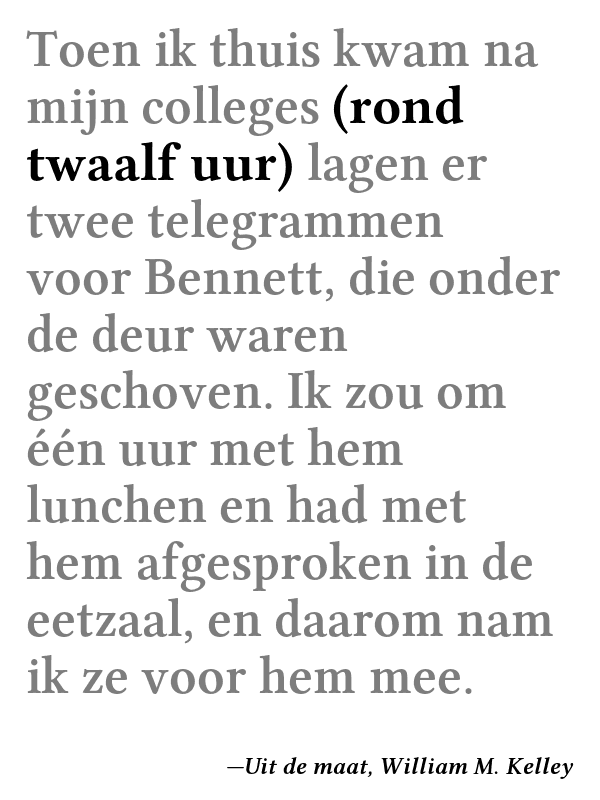 Toen ik thuis kwam na
mijn colleges (rond
twaalf uur) lagen er
twee telegrammen
voor Bennett, die onder
de deur waren
geschoven. Ik zou om
één uur met hem
lunchen en had met
hem afgesproken in de
eetzaal, en daarom nam
ik ze voor hem mee.
—Uit de maat, William M. Kelley